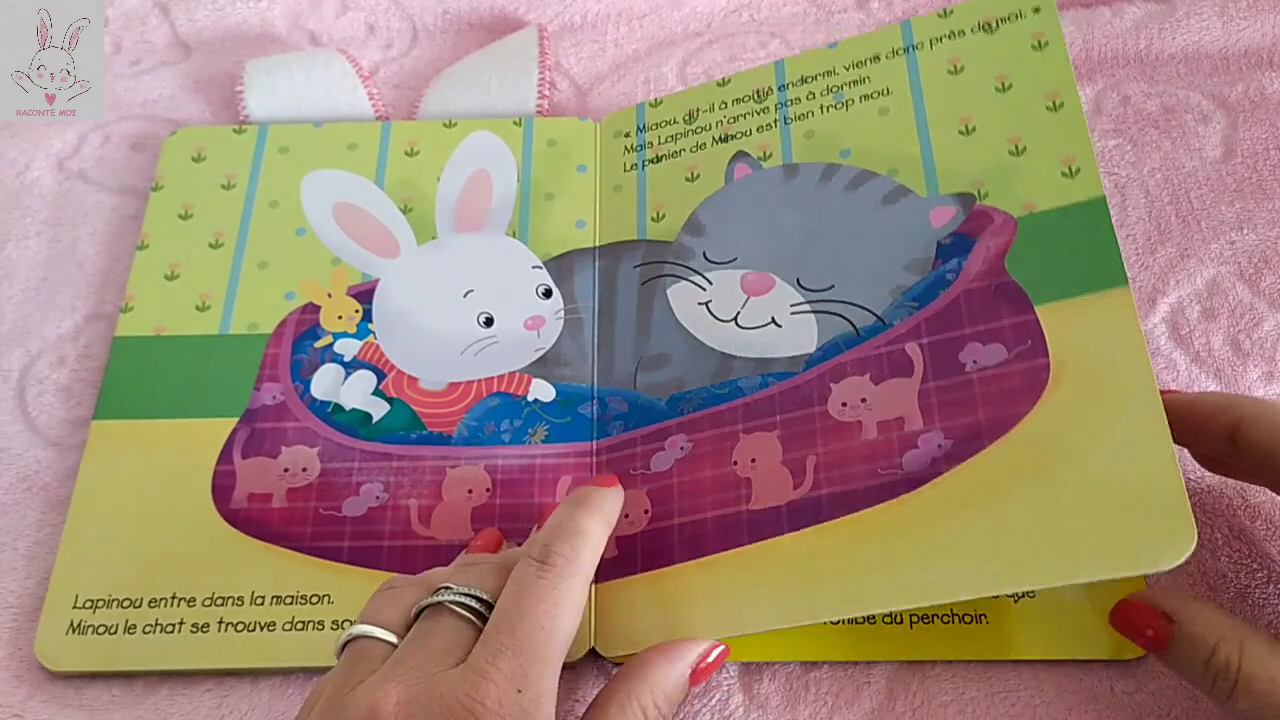 RACONTE MOI
« Miaou, dit-il à moitié endormi, viens donc près de moi. »
Mais Lapinou n'arrive pas à dormir.
Le panier de Minou est bien trop mou.
Lapinou entre dans la maison.
Minou le chat se trouve dans
que
tombe du perchoir.